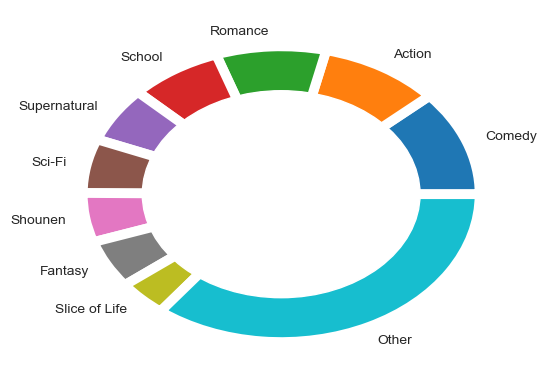 Romance
Action
School
Supernatural
Comedy
Sci-Fi
Shounen
Fantasy
Slice of Life
Other